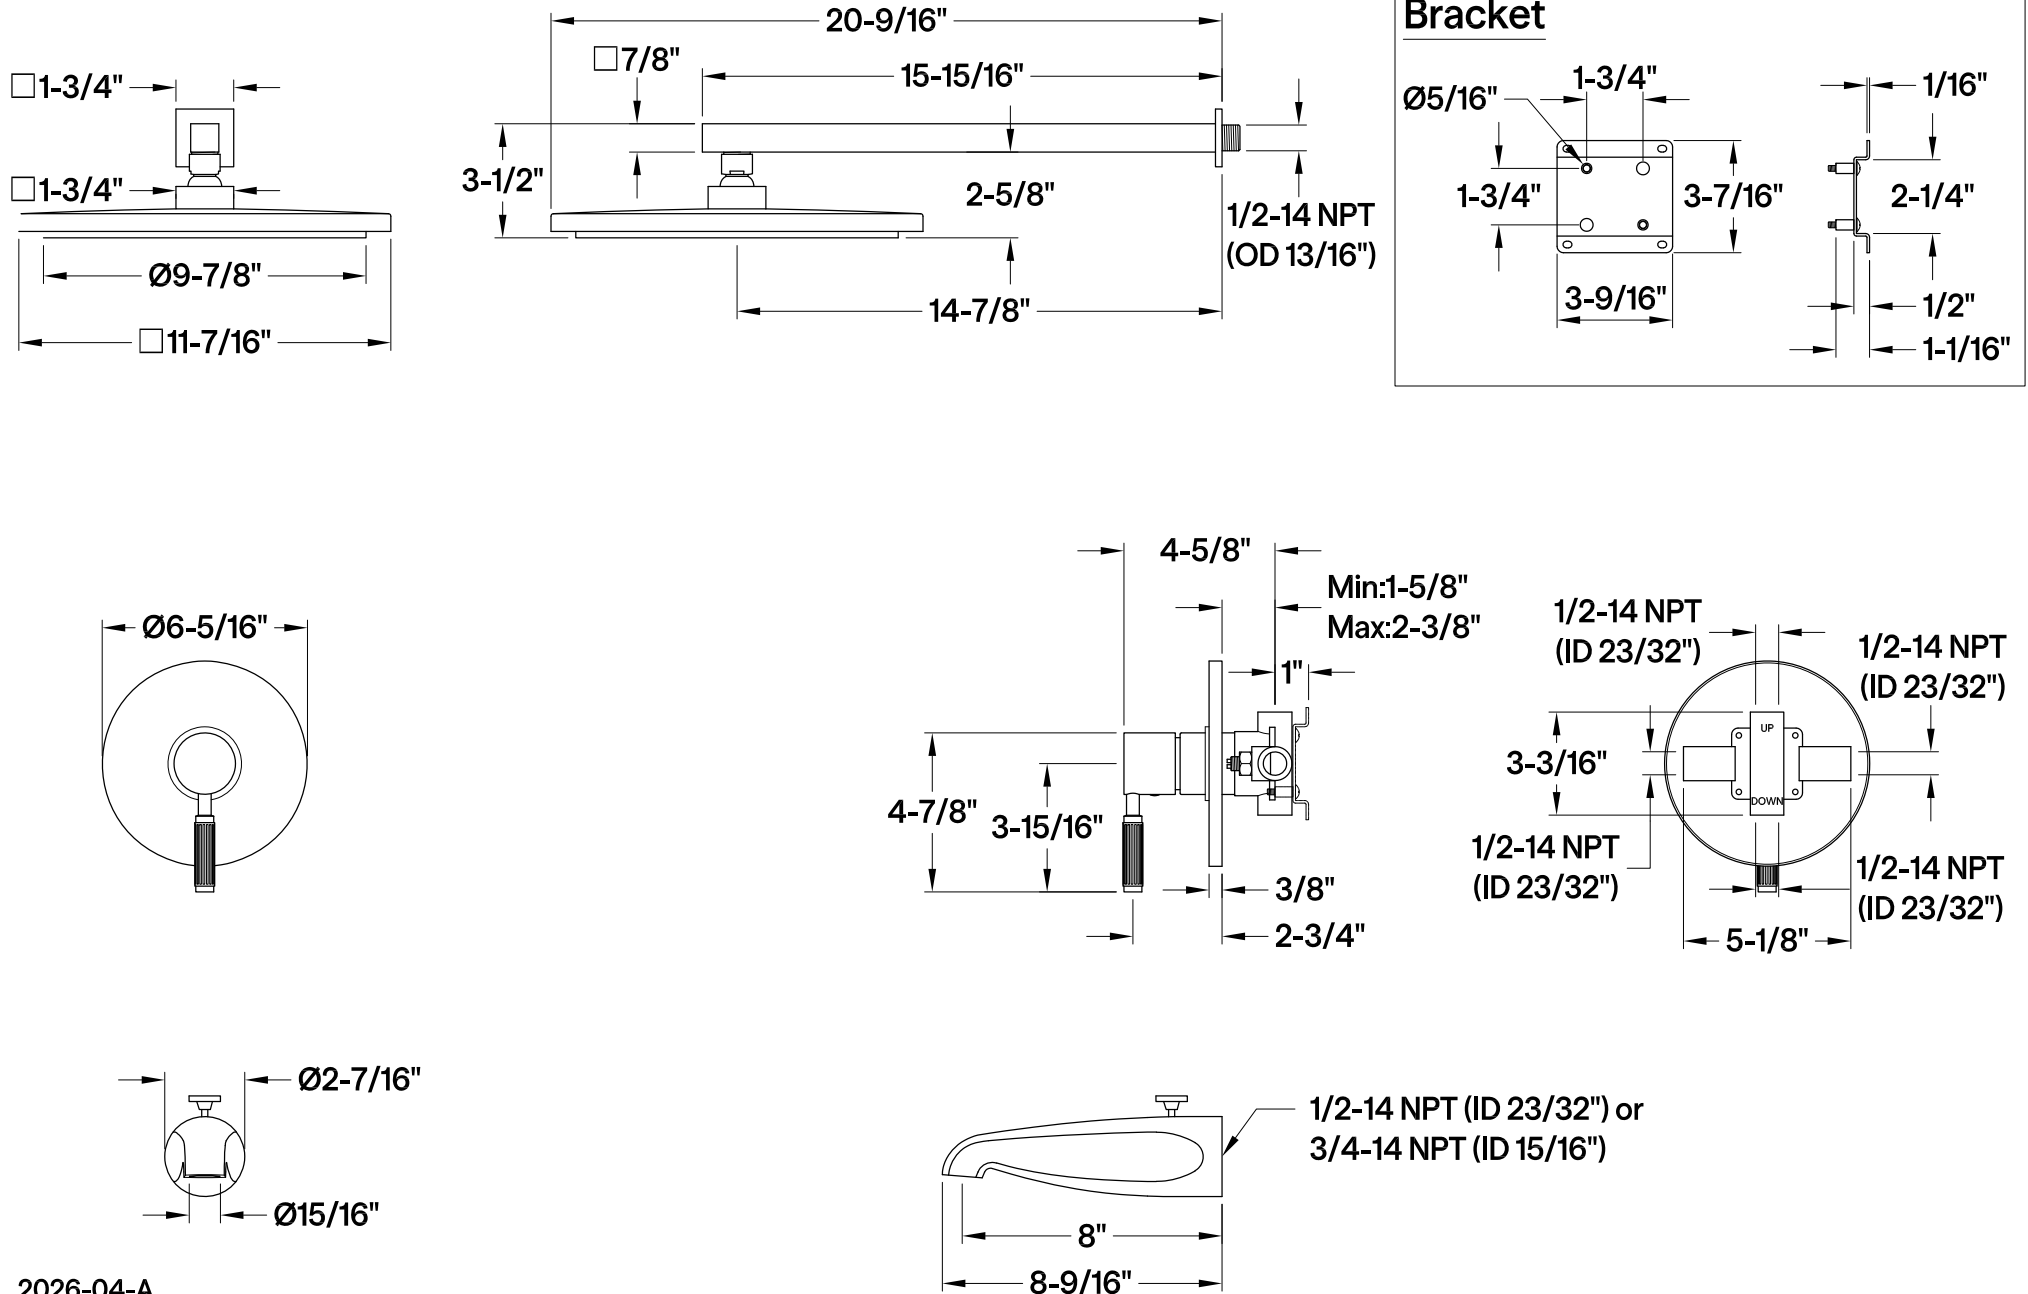 20-9/16"
□7/8"
15-15/16"
□1-3/4"
3-1/2"
□1-3/4"
2-5/8"
1/2-14 NPT
(OD 13/16")
Ø9-7/8"
14-7/8"
□11-7/16"
Bracket
1-3/4"
1/16"
Ø5/16"
1-3/4"
3-7/16"
2-1/4"
3-9/16"
1/2"
1-1/16"
Ø6-5/16"
4-5/8"
Min:1-5/8"
Max:2-3/8"
1"
4-7/8"
3-15/16"
3/8"
2-3/4"
1/2-14 NPT
(ID 23/32")
1/2-14 NPT
(ID 23/32")
UP
3-3/16"
DOWN
1/2-14 NPT
(ID 23/32")
1/2-14 NPT
(ID 23/32")
5-1/8"
Ø2-7/16"
Ø15/16"
1/2-14 NPT (ID 23/32") or
3/4-14 NPT (ID 15/16")
8"
8-9/16"
2026-04-A